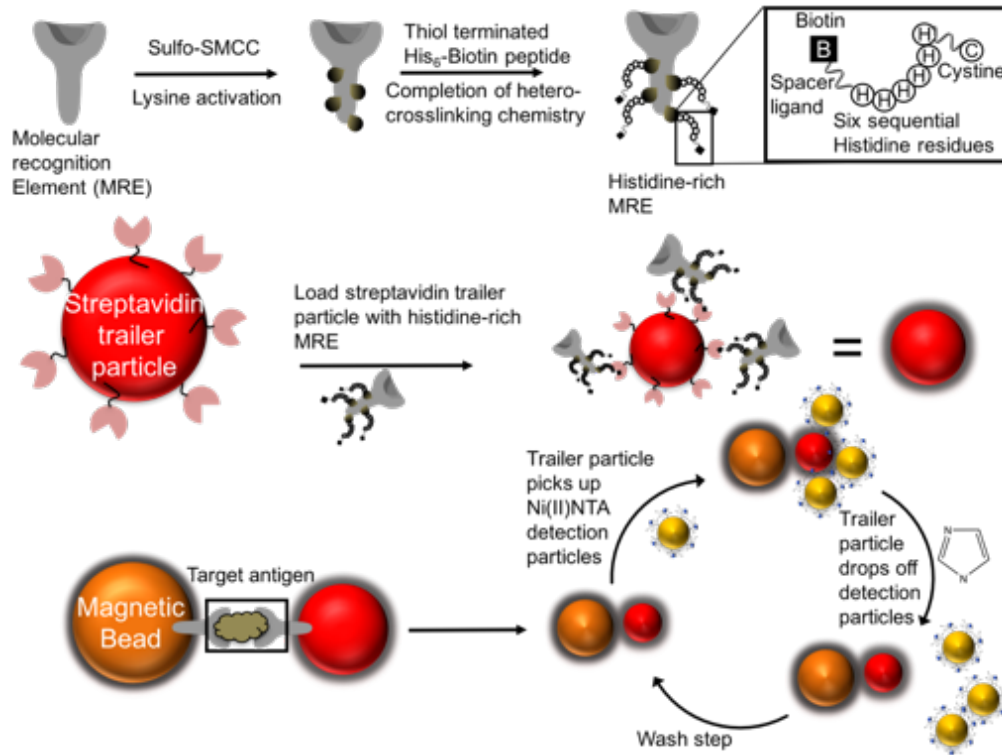 Sulfo-SMCC
Lysine activation
Molecular
recognition
Element (MRE)
Thiol terminated
His₆-Biotin peptide
Completion of hetero-
crosslinking chemistry
Histidine-rich
MRE
Biotin
B
Spacer
ligand
H
H
H
H
H
H
C
Cystine
Six sequential
Histidine residues
Streptavidin
trailer
particle
Load streptavidin trailer
particle with histidine-rich
MRE
=
Magnetic
Bead
Target antigen
Trailer particle
picks up
Ni(II)NTA
detection
particles
Trailer
particle
drops off
detection
particles
N
N
Wash step